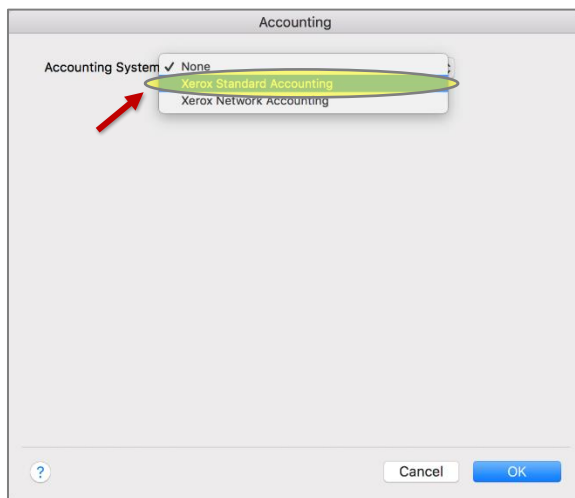 Accounting
Accounting System ✓ None
Xerox Standard Accounting
Xerox Network Accounting
? Cancel OK